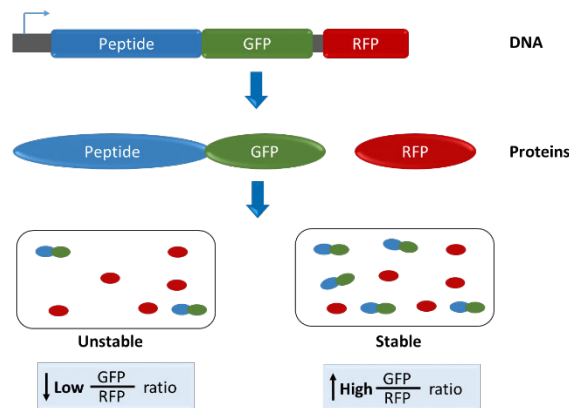 Peptide GFP RFP DNA
Peptide GFP RFP Proteins
Unstable Stable
Low GFP/RFP ratio High GFP/RFP ratio